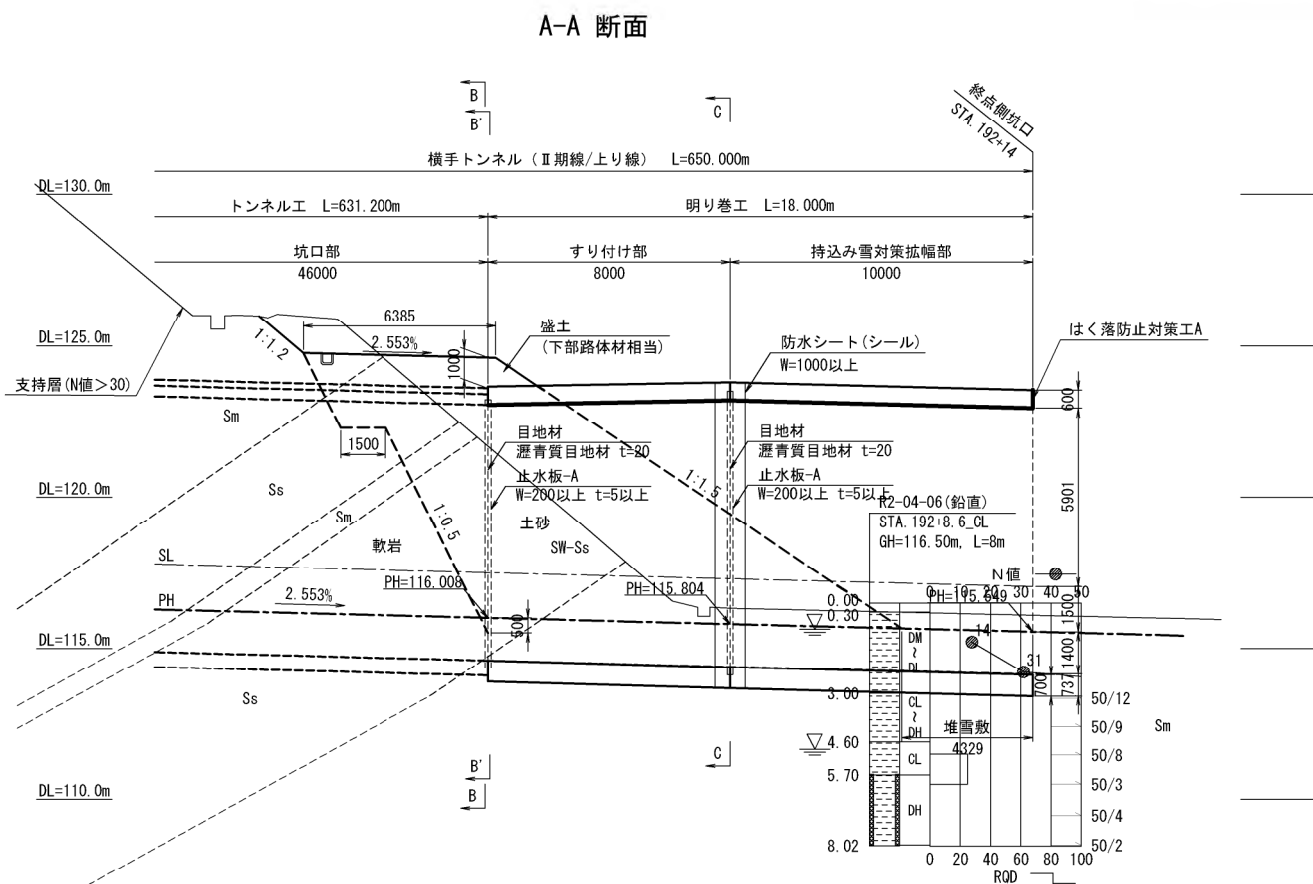 A-A 断面
B
B'
C
終点側坑口
STA. 192+14
横手トンネル (Ⅱ期線/上り線) L=650.000m
DL=130.0m
トンネル工 L=631.200m
明り巻工 L=18.000m
坑口部
46000
すり付け部
8000
持込み雪対策拡幅部
10000
DL=125.0m
1:1.2
6385
2.553%
1000
盛土
(下部路体材相当)
防水シート(シール)
W=1000以上
はく落防止対策工A
支持層(N値>30)
600
Sm
1500
目地材
瀝青質目地材 t=20
止水板-A
W=200以上 t=5以上
目地材
瀝青質目地材 t=20
止水板-A
W=200以上 t=5以上
1:1.5
5901
DL=120.0m
Ss
Sm
1:0.5
土砂
軟岩
SW-Ss
R2-04-06(鉛直)
STA. 192+8.6_CL
GH=116.50m, L=8m
N値
SL
PH
2.553%
PH=116.008
PH=115.804
PH=115.649
0 10 20 30 40 50
0.00
0.30
500
1500
DL=115.0m
DM
~
DL
14
31
1400
700
737
Ss
3.00
CL
~
DH
50/12
50/9
Sm
堆雪敷
4329
4.60
CL
50/8
5.70
50/3
DH
50/4
8.02
50/2
B'
B
C
DL=110.0m
0 20 40 60 80 100
RQD